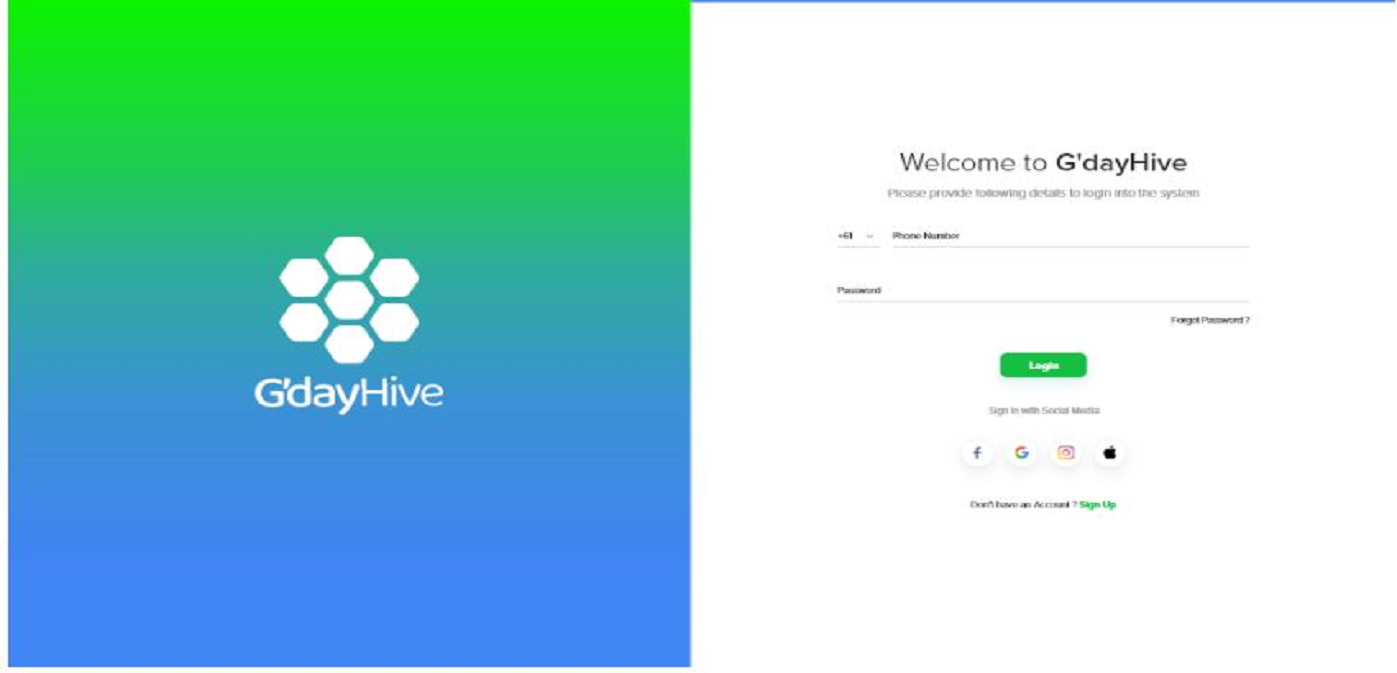 G'dayHive
Welcome to G'dayHive
Please provide following details to login into the system
+61 Phone Number
Password
Forgot Password ?
Login
Sign in with Social Media
Don't have an Account ? Sign Up